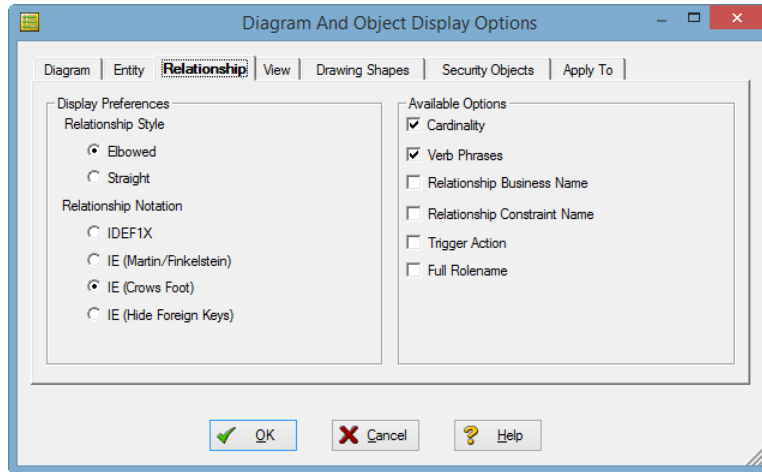 Diagram And Object Display Options
Diagram Entity Relationship View Drawing Shapes Security Objects Apply To
Display Preferences
Relationship Style
Elbowed
Straight
Relationship Notation
IDEF1X
IE (Martin/Finkelstein)
IE (Crows Foot)
IE (Hide Foreign Keys)
Available Options
Cardinality
Verb Phrases
Relationship Business Name
Relationship Constraint Name
Trigger Action
Full Rolename
OK Cancel Help